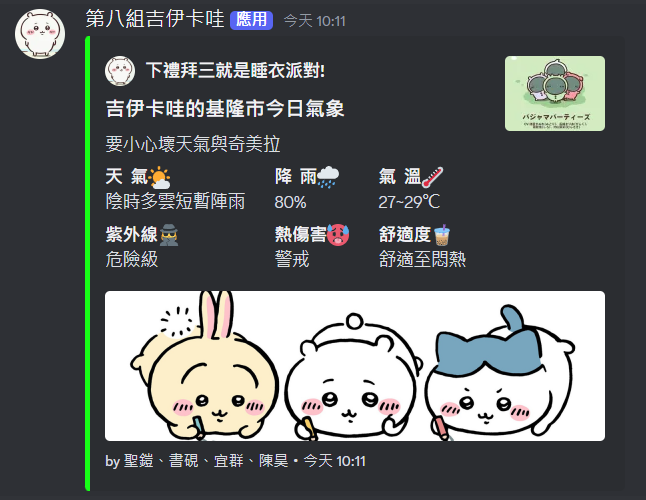 第八組吉伊卡哇 應用 今天 10:11
下禮拜三就是睡衣派對!
パジャマパーティーズ
吉伊卡哇的基隆市今日氣象
要小心壞天氣與奇美拉
天 氣 降 雨 氣 溫
陰時多雲短暫陣雨 80% 27~29℃
紫外線 熱傷害 舒適度
危險級 警戒 舒適至悶熱
by 聖鎧、書硯、宜群、陳昊 • 今天 10:11